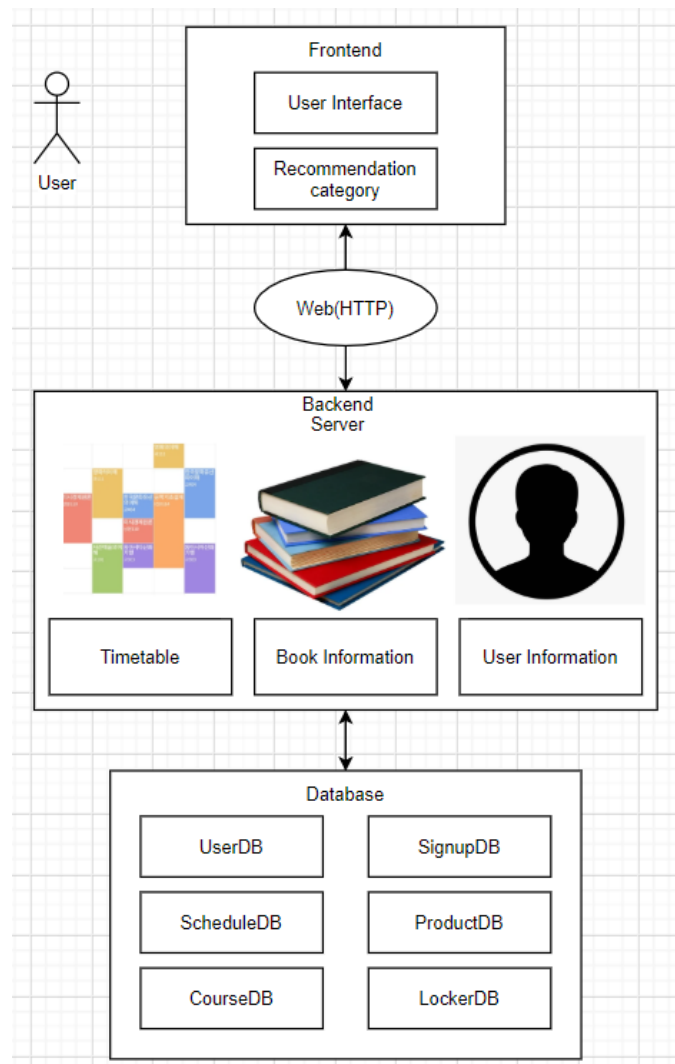 Frontend
User Interface
Recommendation
category
User
Web(HTTP)
Backend
Server
Timetable
Book Information
User Information
Database
UserDB
SignupDB
ScheduleDB
ProductDB
CourseDB
LockerDB